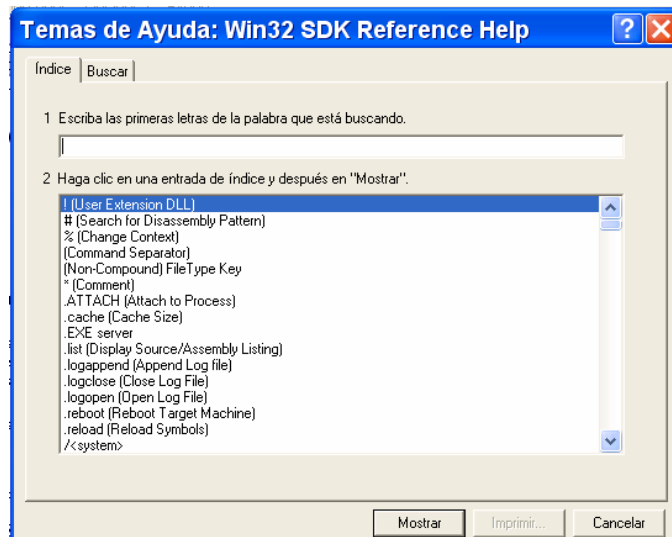 Temas de Ayuda: Win32 SDK Reference Help
Índice Buscar
1 Escriba las primeras letras de la palabra que está buscando.
2 Haga clic en una entrada de índice y después en "Mostrar".
! (User Extension DLL)
# (Search for Disassembly Pattern)
% (Change Context)
(Command Separator)
(Non-Compound) FileType Key
* (Comment)
.ATTACH (Attach to Process)
.cache (Cache Size)
.EXE server
.list (Display Source/Assembly Listing)
.logappend (Append Log file)
.logclose (Close Log File)
.logopen (Open Log File)
.reboot (Reboot Target Machine)
.reload (Reload Symbols)
/<system>
Mostrar Imprimir... Cancelar